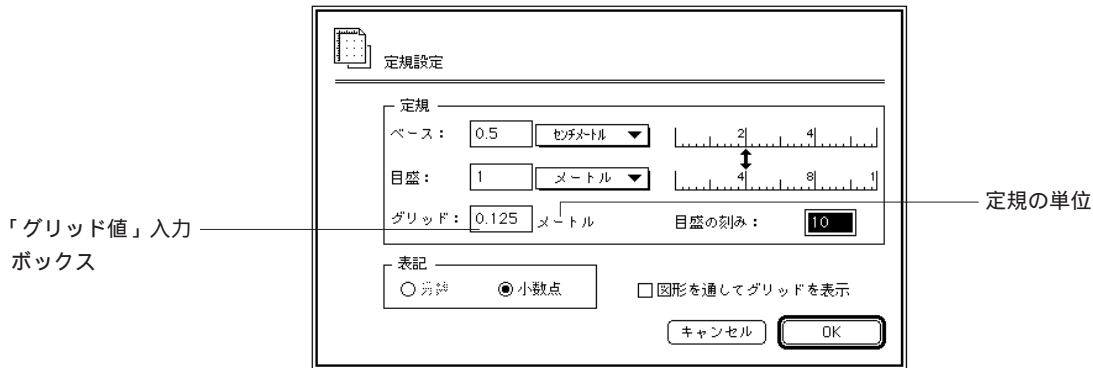 定規設定
定規
ベース： 0.5 センチメートル 2 4
目盛： 1 メートル 4 8 1
グリッド： 0.125 メートル 目盛の刻み： 10
定規の単位
「グリッド値」入力
ボックス
表記
小数点 図形を通してグリッドを表示
キャンセル OK